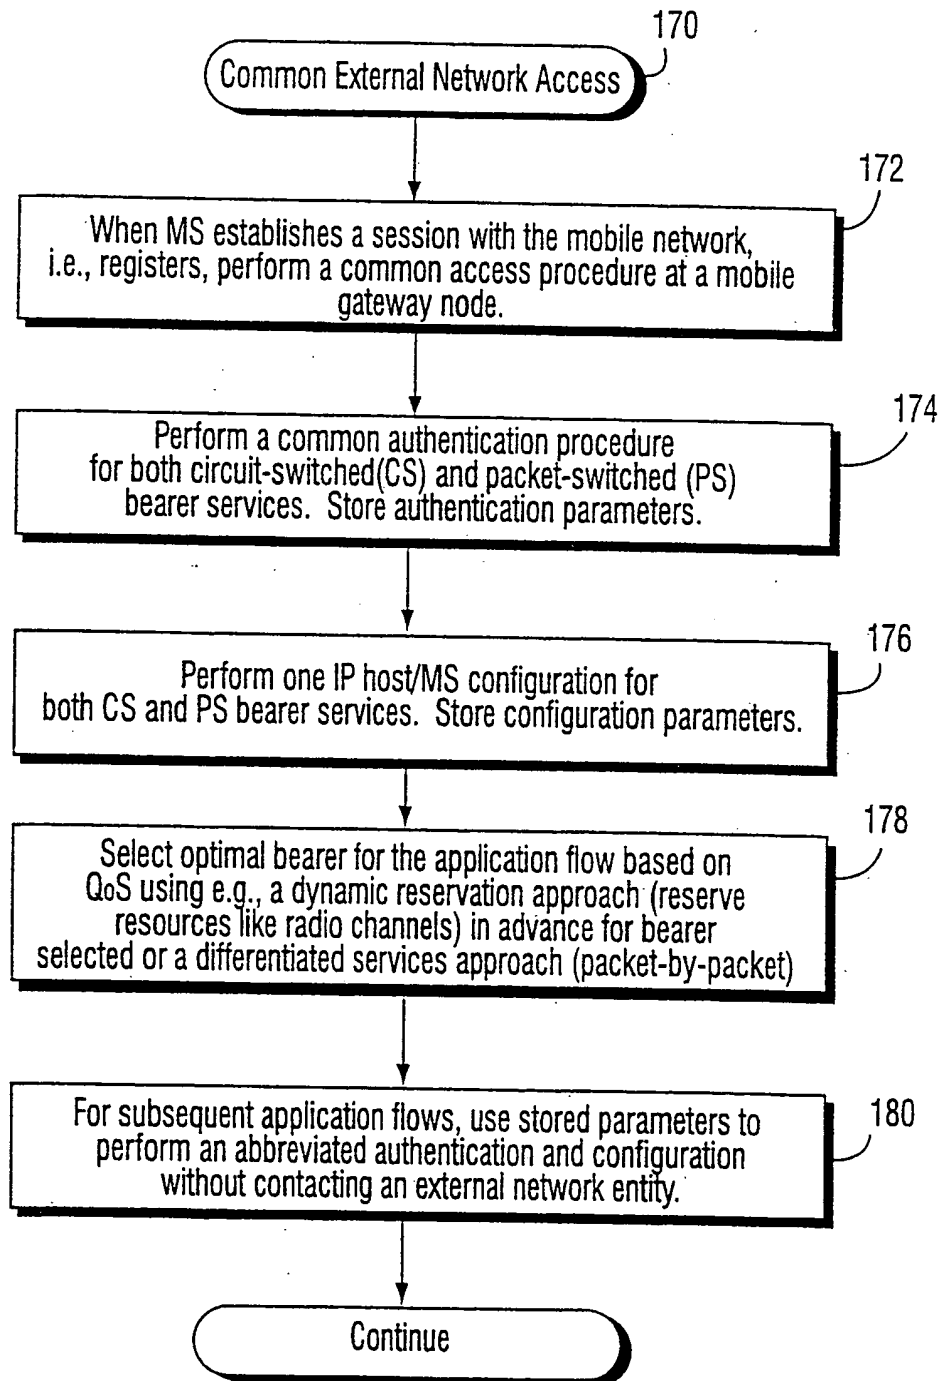 170
Common External Network Access
172
When MS establishes a session with the mobile network,
i.e., registers, perform a common access procedure at a mobile
gateway node.
174
Perform a common authentication procedure
for both circuit-switched(CS) and packet-switched (PS)
bearer services. Store authentication parameters.
176
Perform one IP host/MS configuration for
both CS and PS bearer services. Store configuration parameters.
178
Select optimal bearer for the application flow based on
QoS using e.g., a dynamic reservation approach (reserve
resources like radio channels) in advance for bearer
selected or a differentiated services approach (packet-by-packet)
180
For subsequent application flows, use stored parameters to
perform an abbreviated authentication and configuration
without contacting an external network entity.
Continue